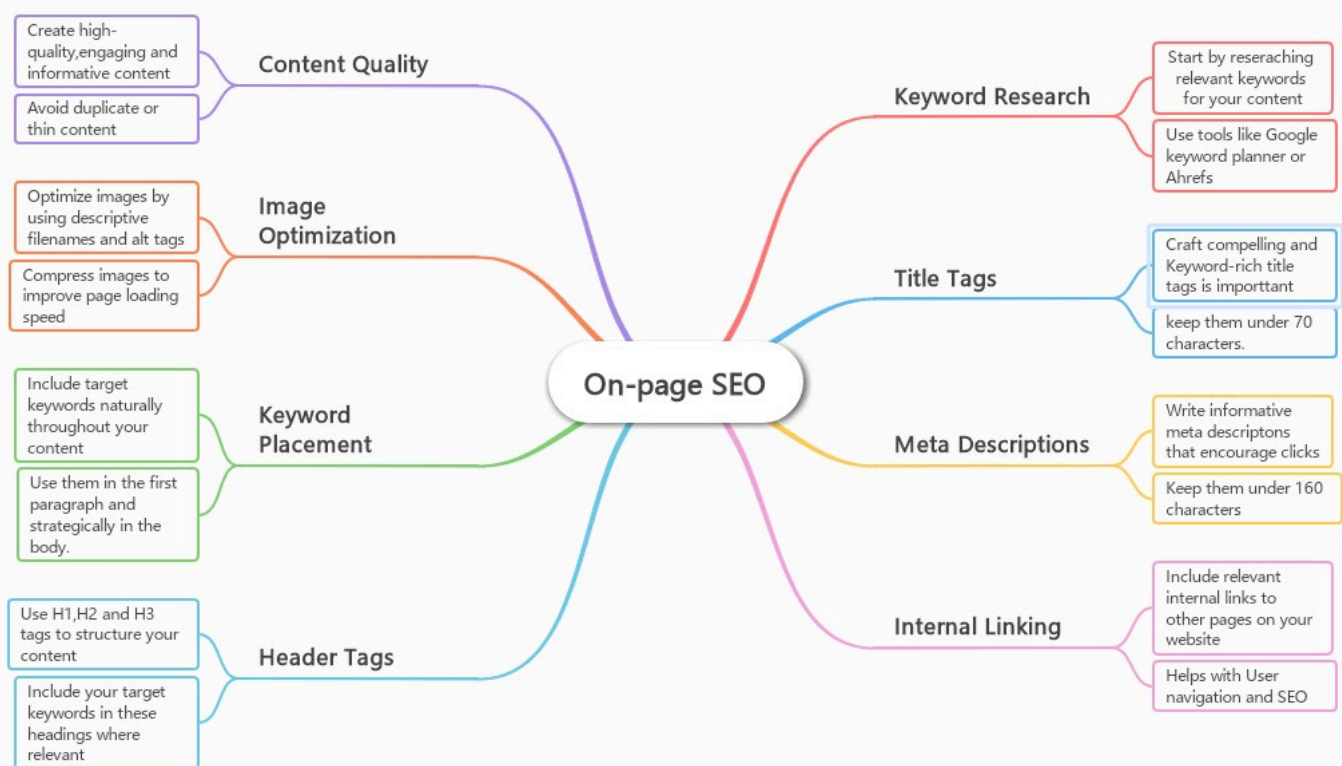 Create high-
quality,engaging and
informative content
Avoid duplicate or
thin content
Content Quality
Optimize images by
using descriptive
filenames and alt tags
Compress images to
improve page loading
speed
Image
Optimization
Include target
keywords naturally
throughout your
content
Use them in the first
paragraph and
strategically in the
body.
Keyword
Placement
Use H1,H2 and H3
tags to structure your
content
Include your target
keywords in these
headings where
relevant
Header Tags
On-page SEO
Keyword Research
Start by reseraching
relevant keywords
for your content
Use tools like Google
keyword planner or
Ahrefs
Title Tags
Craft compelling and
Keyword-rich title
tags is importtant
keep them under 70
characters.
Meta Descriptions
Write informative
meta descriptons
that encourage clicks
Keep them under 160
characters
Internal Linking
Include relevant
internal links to
other pages on your
website
Helps with User
navigation and SEO